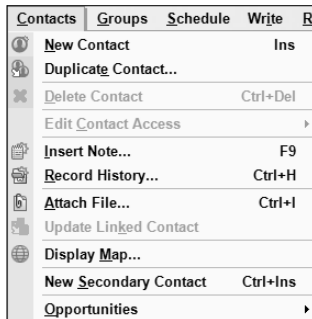 Contacts Groups Schedule Write R
New Contact Ins
Duplicate Contact...
Delete Contact Ctrl+Del
Edit Contact Access
Insert Note... F9
Record History... Ctrl+H
Attach File... Ctrl+I
Update Linked Contact
Display Map...
New Secondary Contact Ctrl+Ins
Opportunities